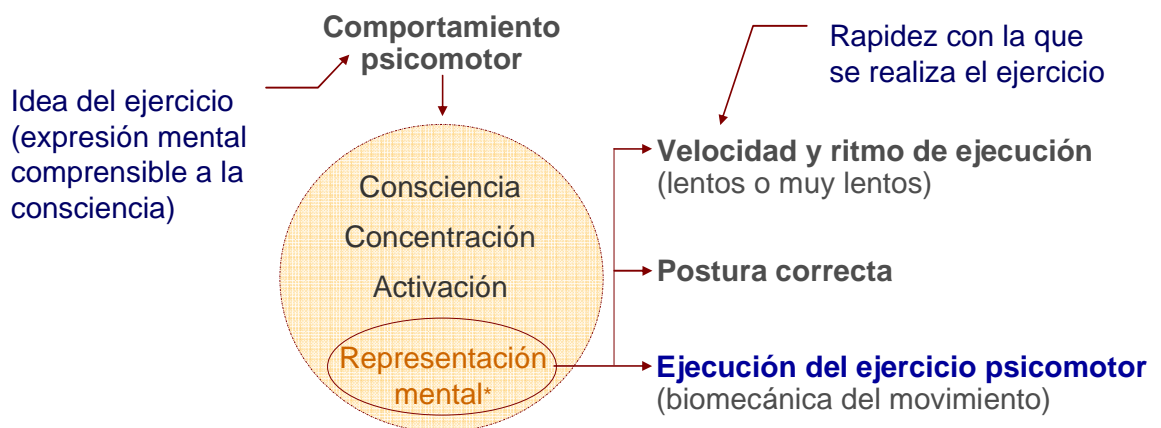 Comportamiento
psicomotor
Idea del ejercicio
(expresión mental
comprensible a la
consciencia)
Consciencia
Concentración
Activación
Representación
mental*
Rapidez con la que
se realiza el ejercicio
Velocidad y ritmo de ejecución
(lentos o muy lentos)
Postura correcta
Ejecución del ejercicio psicomotor
(biomecánica del movimiento)